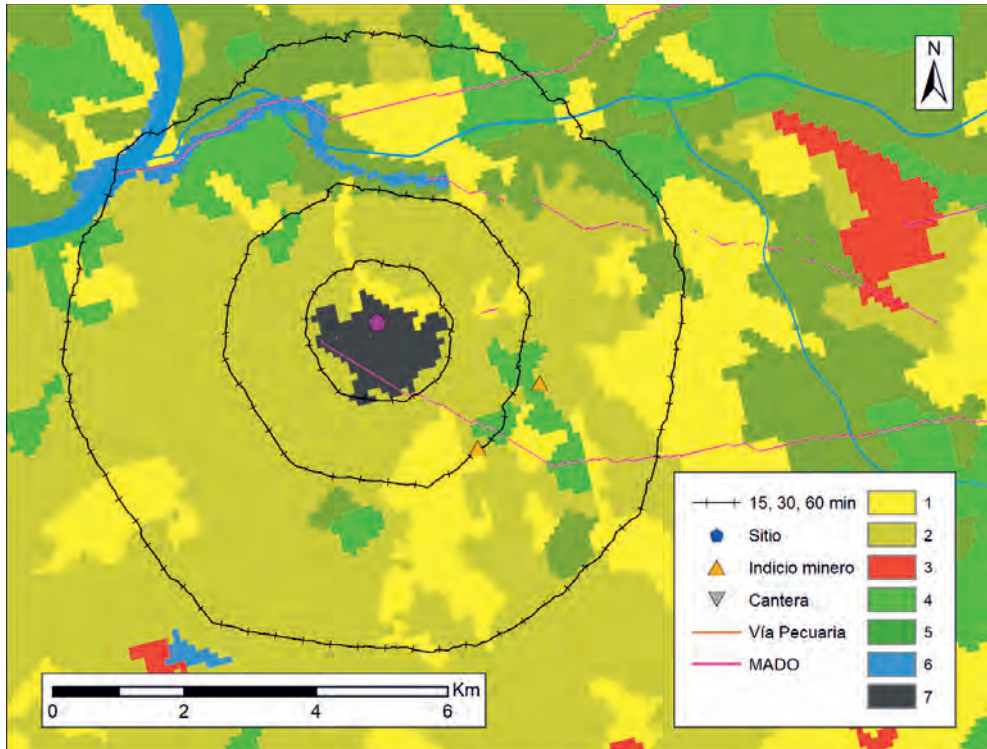 N
15, 30, 60 min
Sitio
Indicio minero
Cantera
Vía Pecuaria
MADO
1
2
3
4
5
6
7
Km
0 2 4 6